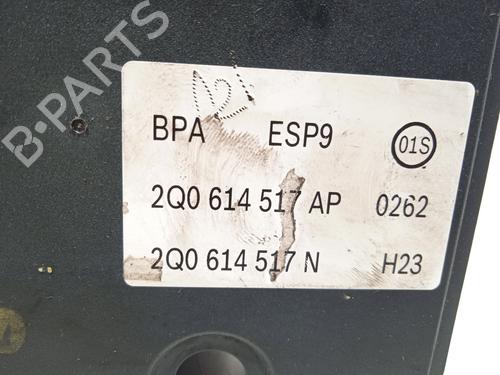 B-PARTS
BPA ESP9 01S
2Q0 614 517 AP 0262
2Q0 614 517 N H23